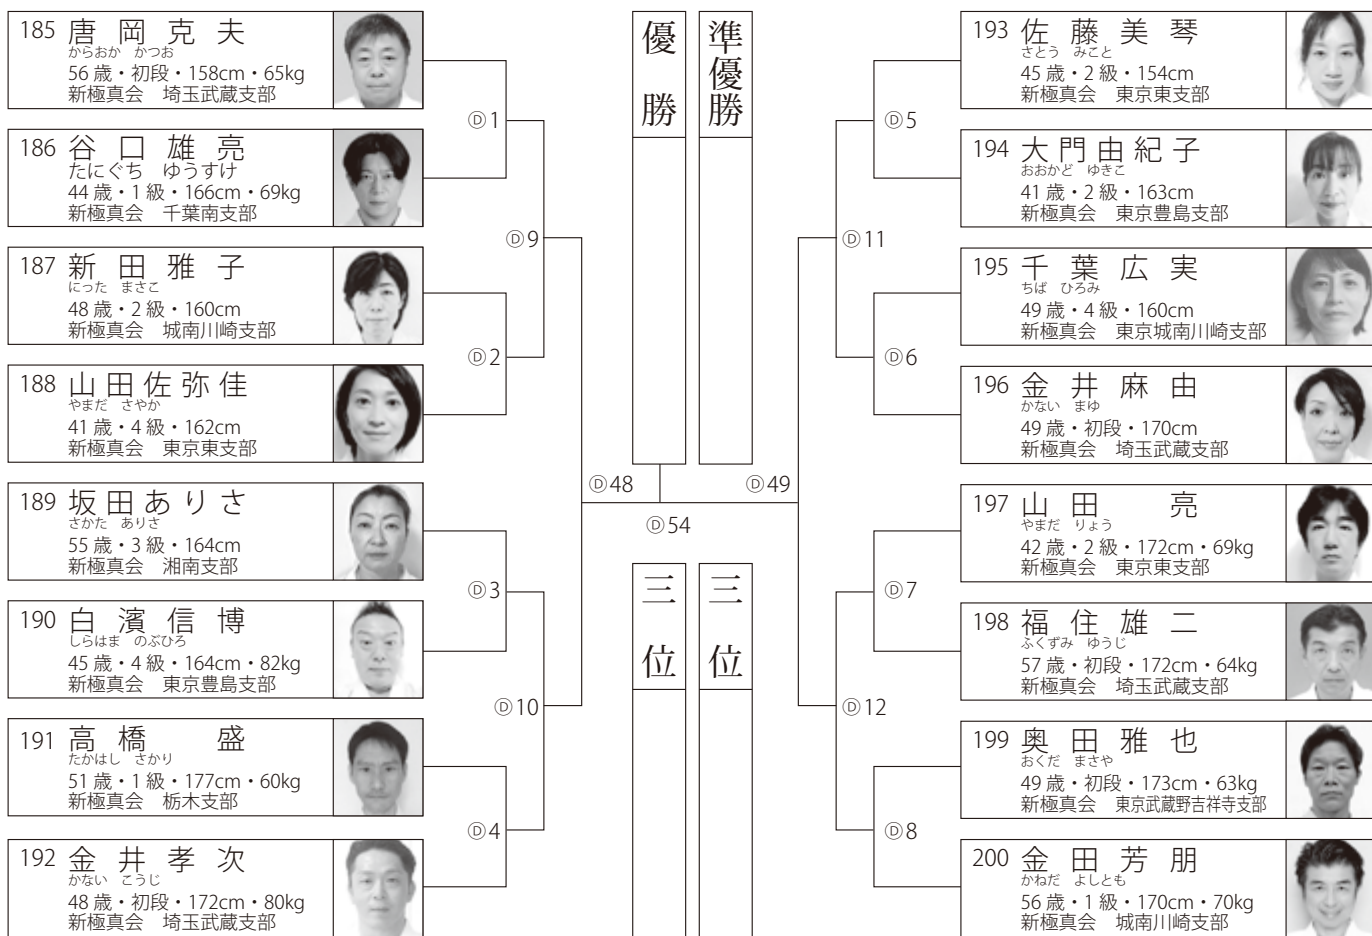 185 唐岡克夫
からおか　かつお
56 歳・初段・158cm・65kg
新極真会　埼玉武蔵支部
186 谷口雄亮
たにぐち　ゆうすけ
44 歳・1 級・166cm・69kg
新極真会　千葉南支部
187 新田雅子
にった　まさこ
48 歳・2 級・160cm
新極真会　城南川崎支部
188 山田佐弥佳
やまだ　さやか
41 歳・4 級・162cm
新極真会　東京東支部
189 坂田ありさ
さかた　ありさ
55 歳・3 級・164cm
新極真会　湘南支部
190 白濱信博
しらはま　のぶひろ
45 歳・4 級・164cm・82kg
新極真会　東京豊島支部
191 高橋　盛
たかはし　さかり
51 歳・1 級・177cm・60kg
新極真会　栃木支部
192 金井孝次
かない　こうじ
48 歳・初段・172cm・80kg
新極真会　埼玉武蔵支部
Ⓓ1
Ⓓ9
Ⓓ2
Ⓓ3
Ⓓ10
Ⓓ4
優勝
準優勝
Ⓓ48
Ⓓ49
Ⓓ54
三位
三位
Ⓓ5
Ⓓ11
Ⓓ6
Ⓓ7
Ⓓ12
Ⓓ8
193 佐藤美琴
さとう　みこと
45 歳・2 級・154cm
新極真会　東京東支部
194 大門由紀子
おおかど　ゆきこ
41 歳・2 級・163cm
新極真会　東京豊島支部
195 千葉広実
ちば　ひろみ
49 歳・4 級・160cm
新極真会　東京城南川崎支部
196 金井麻由
かない　まゆ
49 歳・初段・170cm
新極真会　埼玉武蔵支部
197 山田　亮
やまだ　りょう
42 歳・2 級・172cm・69kg
新極真会　東京東支部
198 福住雄二
ふくずみ　ゆうじ
57 歳・初段・172cm・64kg
新極真会　埼玉武蔵支部
199 奥田雅也
おくだ　まさや
49 歳・初段・173cm・63kg
新極真会　東京武蔵野吉祥寺支部
200 金田芳朋
かねだ　よしとも
56 歳・1 級・170cm・70kg
新極真会　城南川崎支部